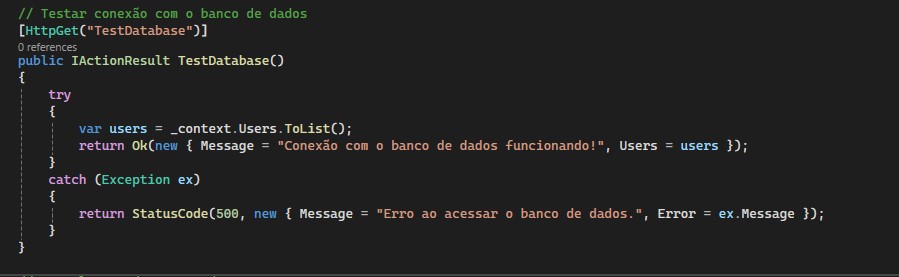 // Testar conexão com o banco de dados
[HttpGet("TestDatabase")]
0 references
public IActionResult TestDatabase()
{
try
{
var users = _context.Users.ToList();
return Ok(new { Message = "Conexão com o banco de dados funcionando!", Users = users });
}
catch (Exception ex)
{
return StatusCode(500, new { Message = "Erro ao acessar o banco de dados.", Error = ex.Message });
}
}